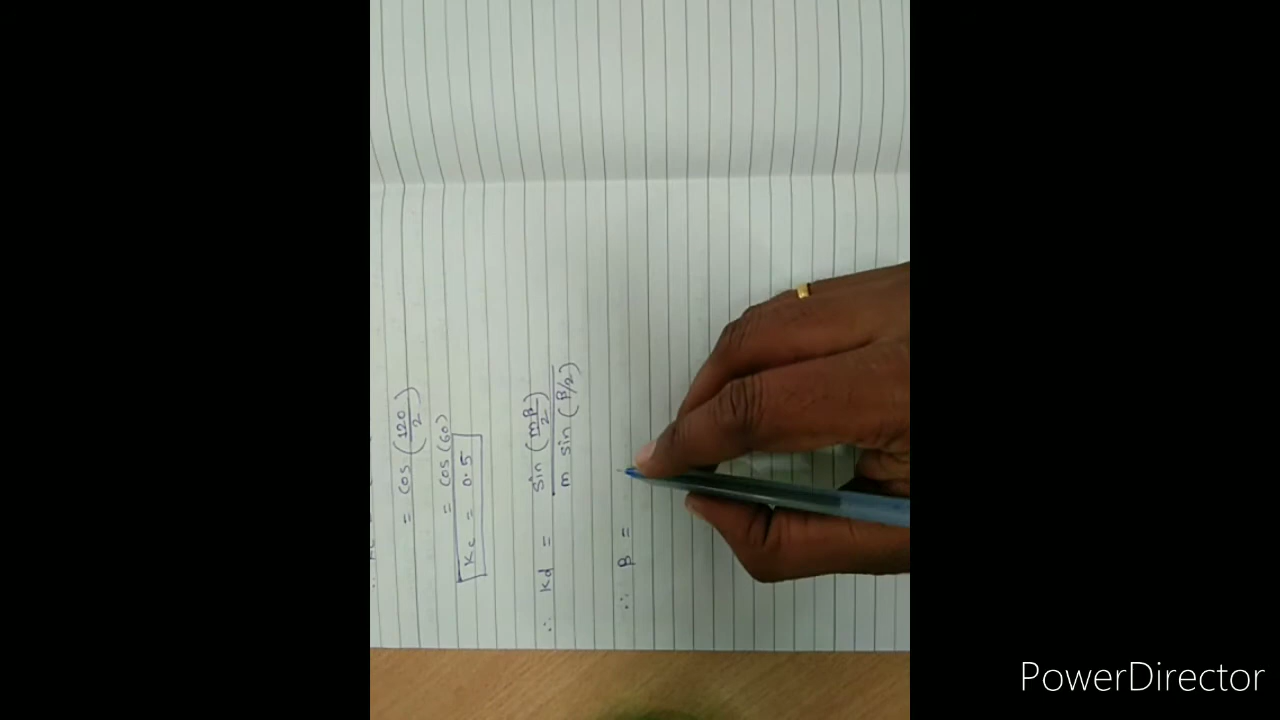 = cos (120/2)
= cos (60)
Kc = 0.5
∴ Kd = sin (mβ/2) / m sin (β/2)
∴ β =
PowerDirector